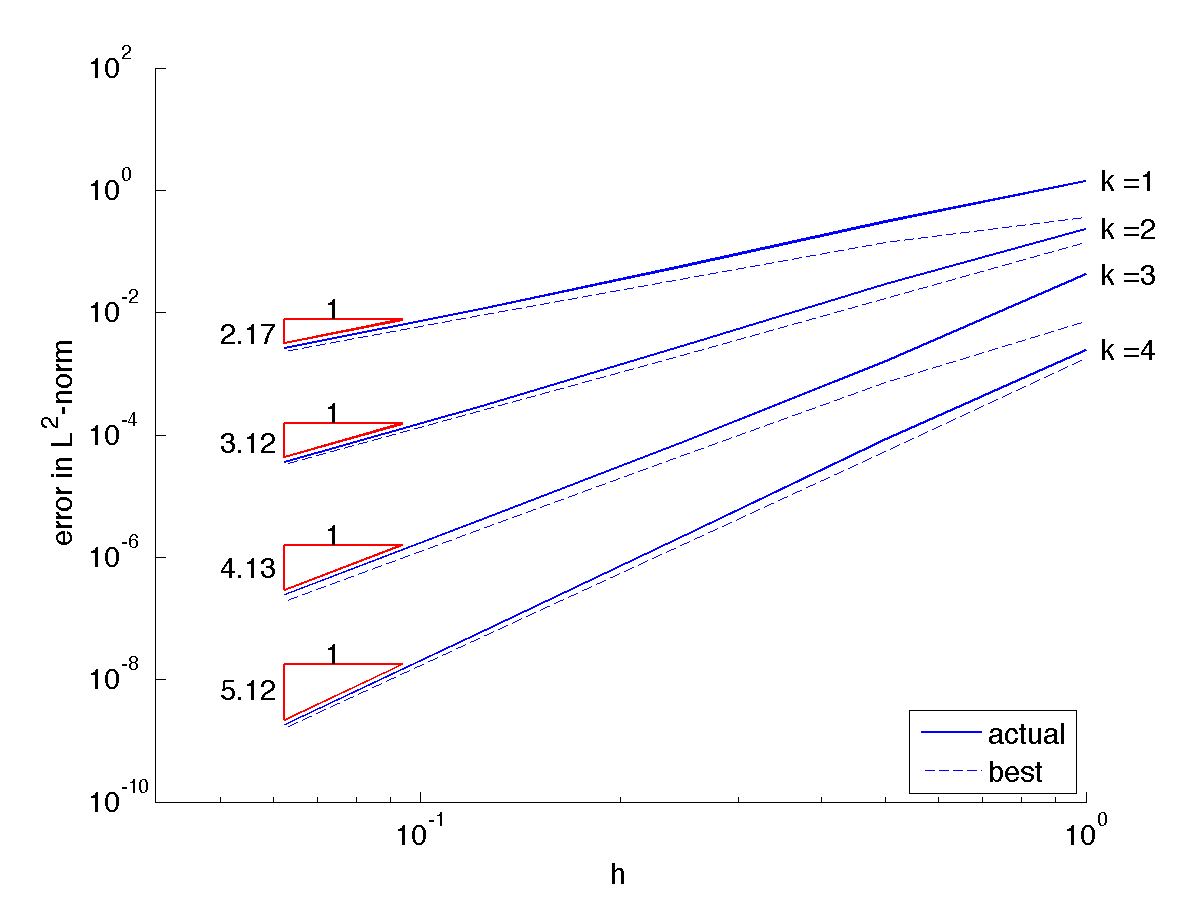 10^2
10^0
10^-2
10^-4
10^-6
10^-8
10^-10
error in L^2-norm
k =1
k =2
k =3
k =4
1
2.17
1
3.12
1
4.13
1
5.12
actual
best
10^-1
10^0
h